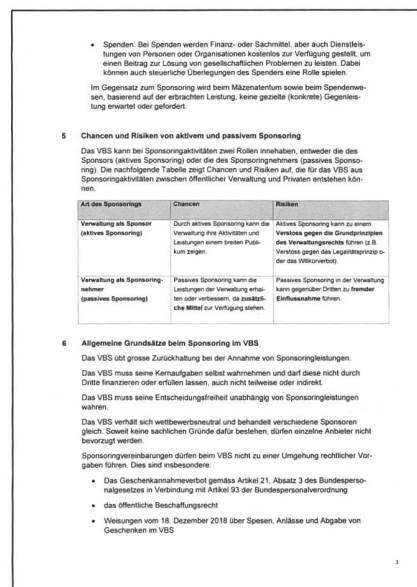 • Spenden: Bei Spenden werden Finanz- oder Sachmittel, aber auch Dienstleis-
tungen von Personen oder Organisationen kostenlos zur Verfügung gestellt, um
einen Beitrag zur Lösung von gesellschaftlichen Problemen zu leisten. Dabei
können auch steuerliche Überlegungen des Spenders eine Rolle spielen.
Im Gegensatz zum Sponsoring wird beim Mäzenatentum sowie beim Spendenwe-
sen, basierend auf der erbrachten Leistung, keine gezielte (konkrete) Gegenleis-
tung erwartet oder gefordert.
5 Chancen und Risiken von aktivem und passivem Sponsoring
Das VBS kann bei Sponsoringaktivitäten zwei Rollen innehaben, entweder die des
Sponsors (aktives Sponsoring) oder die des Sponsoringnehmers (passives Sponso-
ring). Die nachfolgende Tabelle zeigt Chancen und Risiken auf, die für das VBS aus
Sponsoringaktivitäten zwischen öffentlicher Verwaltung und Privaten entstehen kön-
nen.
Art des Sponsorings Chancen Risiken
Verwaltung als Sponsor
(aktives Sponsoring)
Durch aktives Sponsoring kann die
Verwaltung ihre Aktivitäten und
Leistungen einem breiten Publi-
kum zeigen.
Aktives Sponsoring kann zu einem
Verstoss gegen die Grundprinzipien
des Verwaltungsrechts führen (z.B.
Verstoss gegen das Legalitätsprinzip o-
der das Willkürverbot).
Verwaltung als Sponsoring-
nehmer
(passives Sponsoring)
Passives Sponsoring kann die
Leistungen der Verwaltung erhal-
ten oder verbessern, da zusätzli-
che Mittel zur Verfügung stehen.
Passives Sponsoring in der Verwaltung
kann gegenüber Dritten zu fremder
Einflussnahme führen.
6 Allgemeine Grundsätze beim Sponsoring im VBS
Das VBS übt grosse Zurückhaltung bei der Annahme von Sponsoringleistungen.
Das VBS muss seine Kernaufgaben selbst wahrnehmen und darf diese nicht durch
Dritte finanzieren oder erfüllen lassen, auch nicht teilweise oder indirekt.
Das VBS muss seine Entscheidungsfreiheit unabhängig von Sponsoringleistungen
wahren.
Das VBS verhält sich wettbewerbsneutral und behandelt verschiedene Sponsoren
gleich. Soweit keine sachlichen Gründe dafür bestehen, dürfen einzelne Anbieter nicht
bevorzugt werden.
Sponsoringvereinbarungen dürfen beim VBS nicht zu einer Umgehung rechtlicher Vor-
gaben führen. Dies sind insbesondere:
• Das Geschenkannahmeverbot gemäss Artikel 21, Absatz 3 des Bundesperso-
nalgesetzes in Verbindung mit Artikel 93 der Bundespersonalverordnung
• das öffentliche Beschaffungsrecht
• Weisungen vom 18. Dezember 2018 über Spesen, Anlässe und Abgabe von
Geschenken im VBS
3